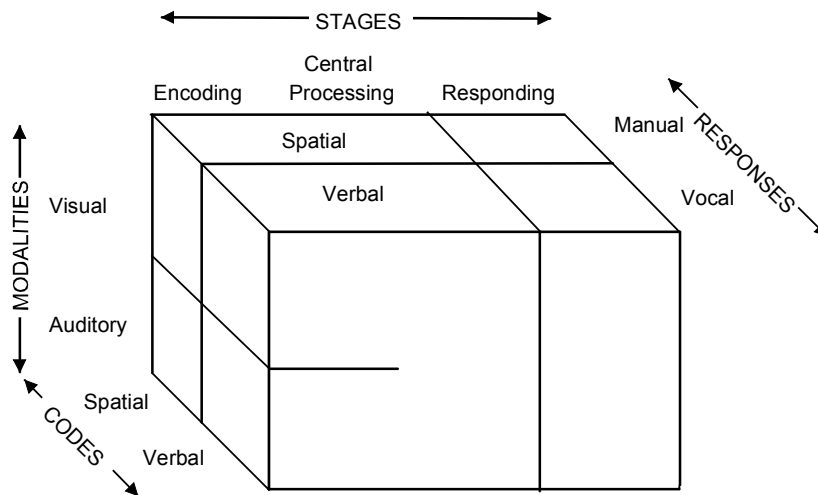 STAGES
Central
Encoding Processing Responding
Spatial
Manual
Verbal
Vocal
RESPONSES
MODALITIES
Visual
Auditory
Spatial
Verbal
CODES